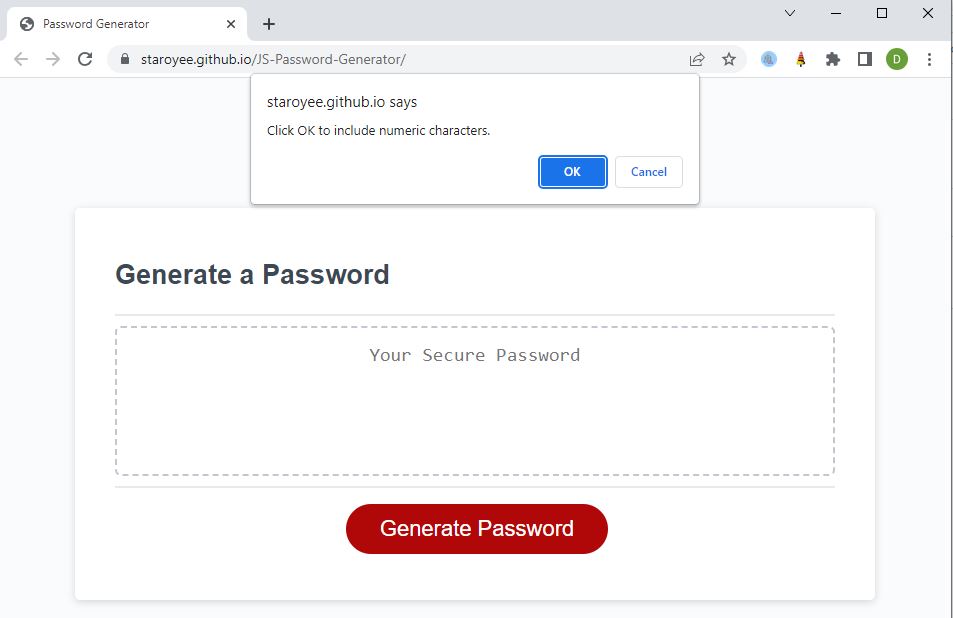 Password Generator
staroyee.github.io/JS-Password-Generator/
D
staroyee.github.io says
Click OK to include numeric characters.
OK Cancel
Generate a Password
Your Secure Password
Generate Password